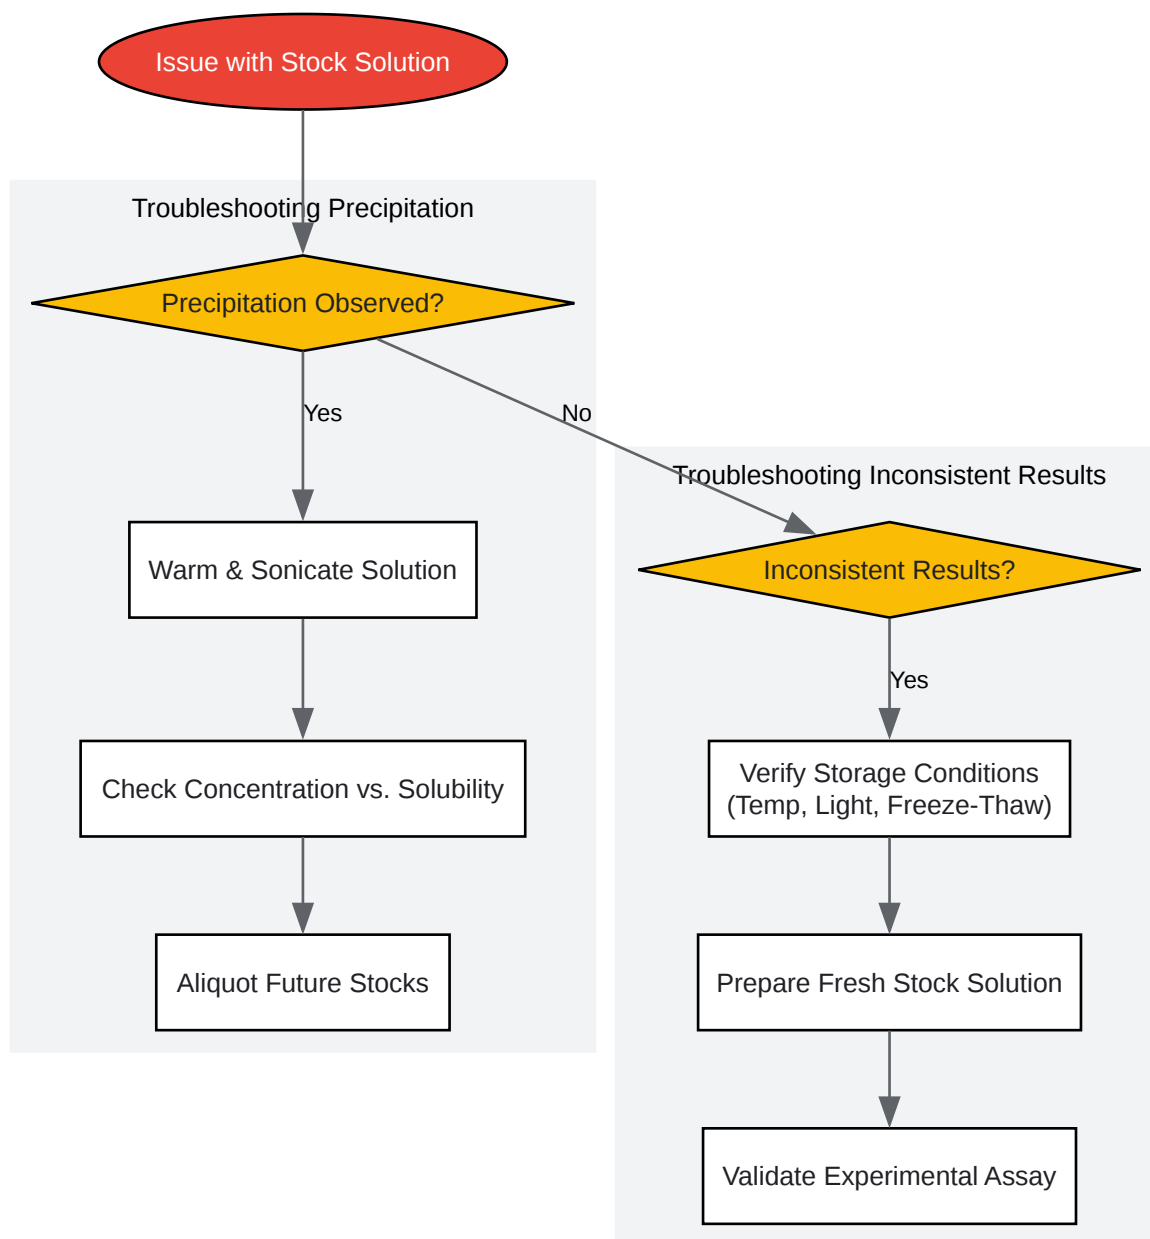 Issue with Stock Solution
Troubleshooting Precipitation
Precipitation Observed?
Yes
No
Warm & Sonicate Solution
Check Concentration vs. Solubility
Aliquot Future Stocks
Troubleshooting Inconsistent Results
Inconsistent Results?
Yes
Verify Storage Conditions
(Temp, Light, Freeze-Thaw)
Prepare Fresh Stock Solution
Validate Experimental Assay